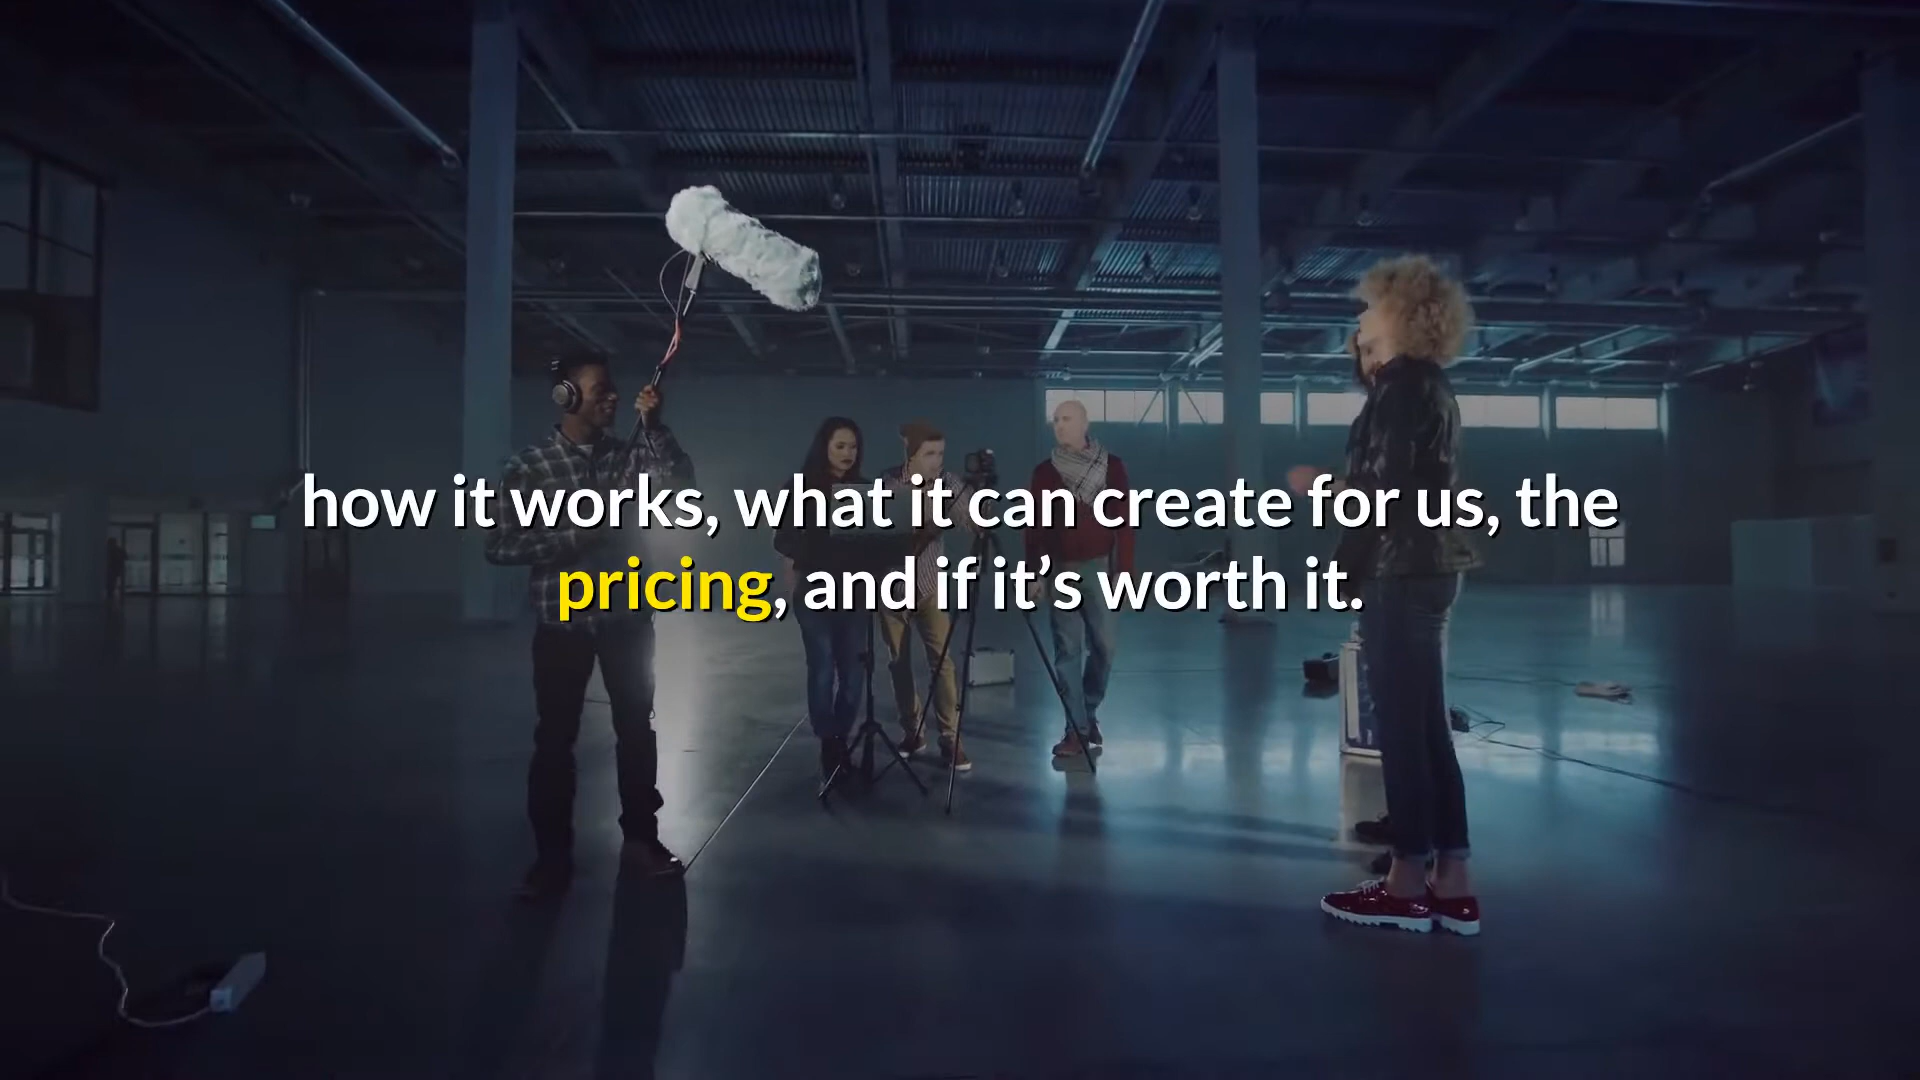 how it works, what it can create for us, the
pricing, and if it’s worth it.